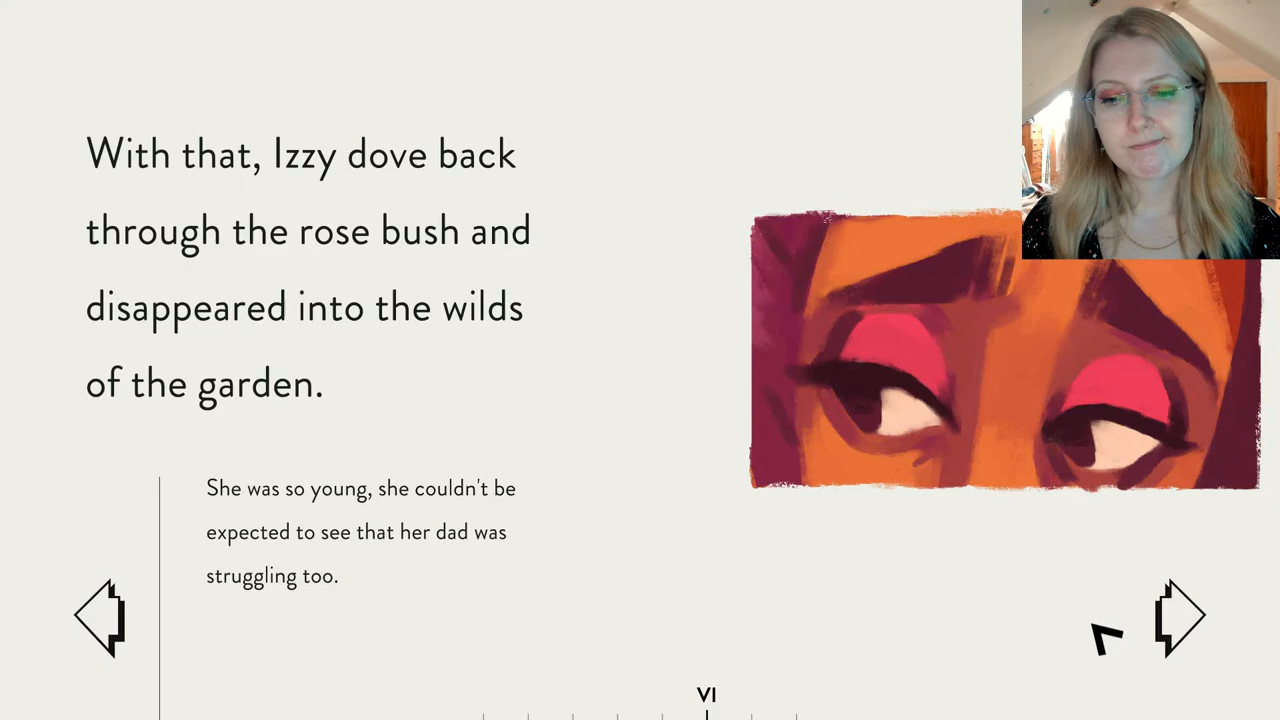 With that, Izzy dove back
through the rose bush and
disappeared into the wilds
of the garden.
She was so young, she couldn't be
expected to see that her dad was
struggling too.
VI